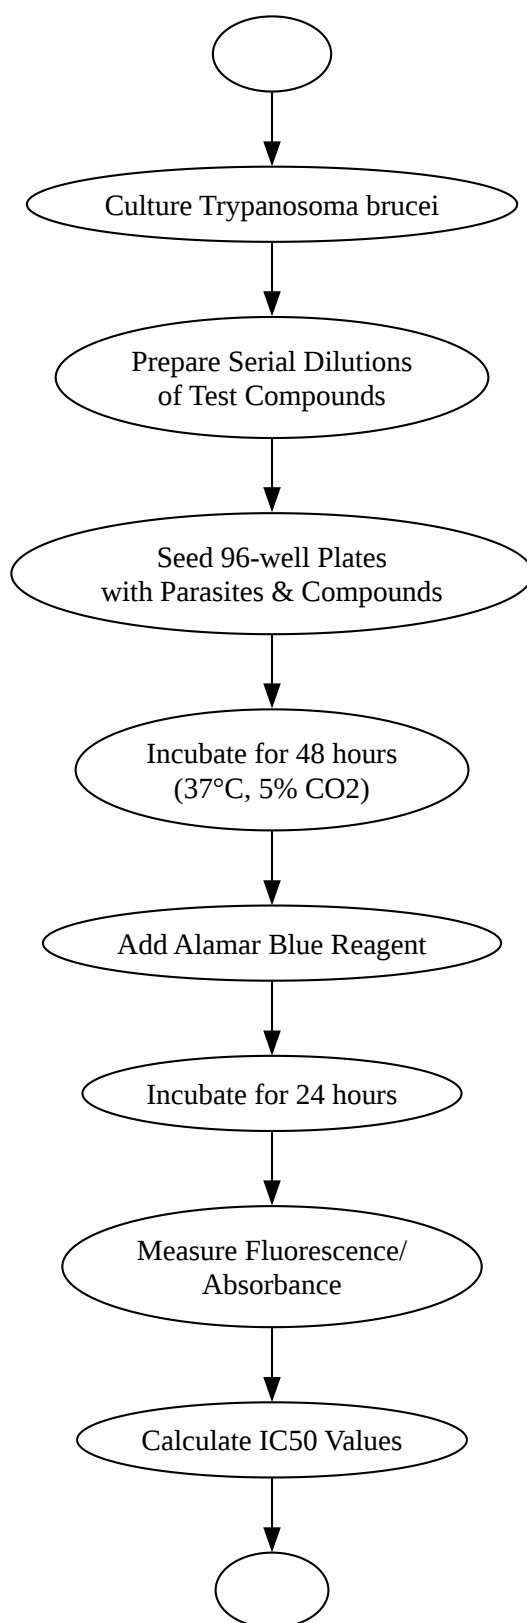 Culture Trypanosoma brucei
Prepare Serial Dilutions
of Test Compounds
Seed 96-well Plates
with Parasites & Compounds
Incubate for 48 hours
(37°C, 5% CO2)
Add Alamar Blue Reagent
Incubate for 24 hours
Measure Fluorescence/
Absorbance
Calculate IC50 Values